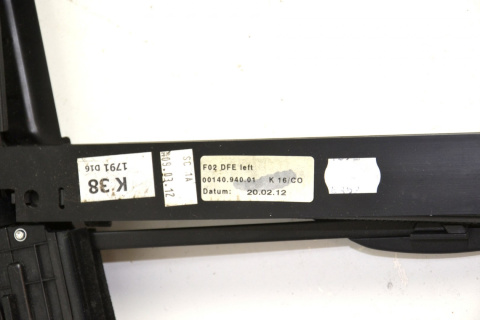 K 38
1791 016
SC 1A
609.03.12
F02 DFE left
00140.940.01 K 16/CO
Datum: 20.02.12